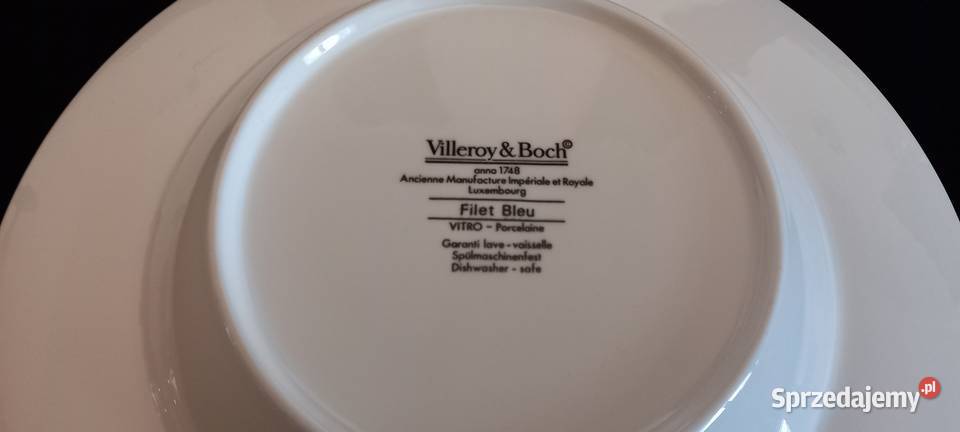 Villeroy & Boch©
anno 1748
Ancienne Manufacture Impériale et Royale
Luxembourg
Filet Bleu
VITRO - Porcelaine
Garanti lave - vaisselle
Spülmaschinenfest
Dishwasher - safe
Sprzedajemy.pl